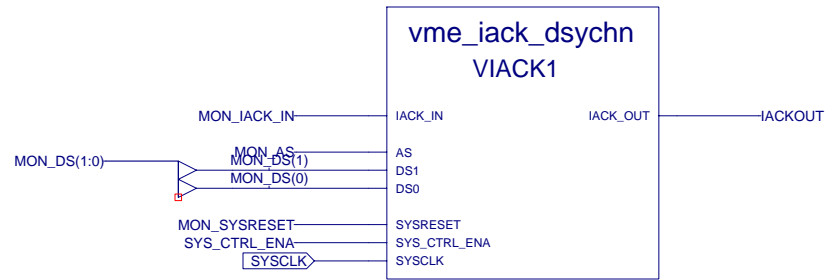 vme_iack_dsychn
VIACK1
MON_IACK_IN
IACK_IN
IACK_OUT
IACKOUT
MON_AS
AS
MON_DS(1:0)
MON_DS(1)
DS1
MON_DS(0)
DS0
MON_SYSRESET
SYSRESET
SYS_CTRL_ENA
SYS_CTRL_ENA
SYSCLK
SYSCLK